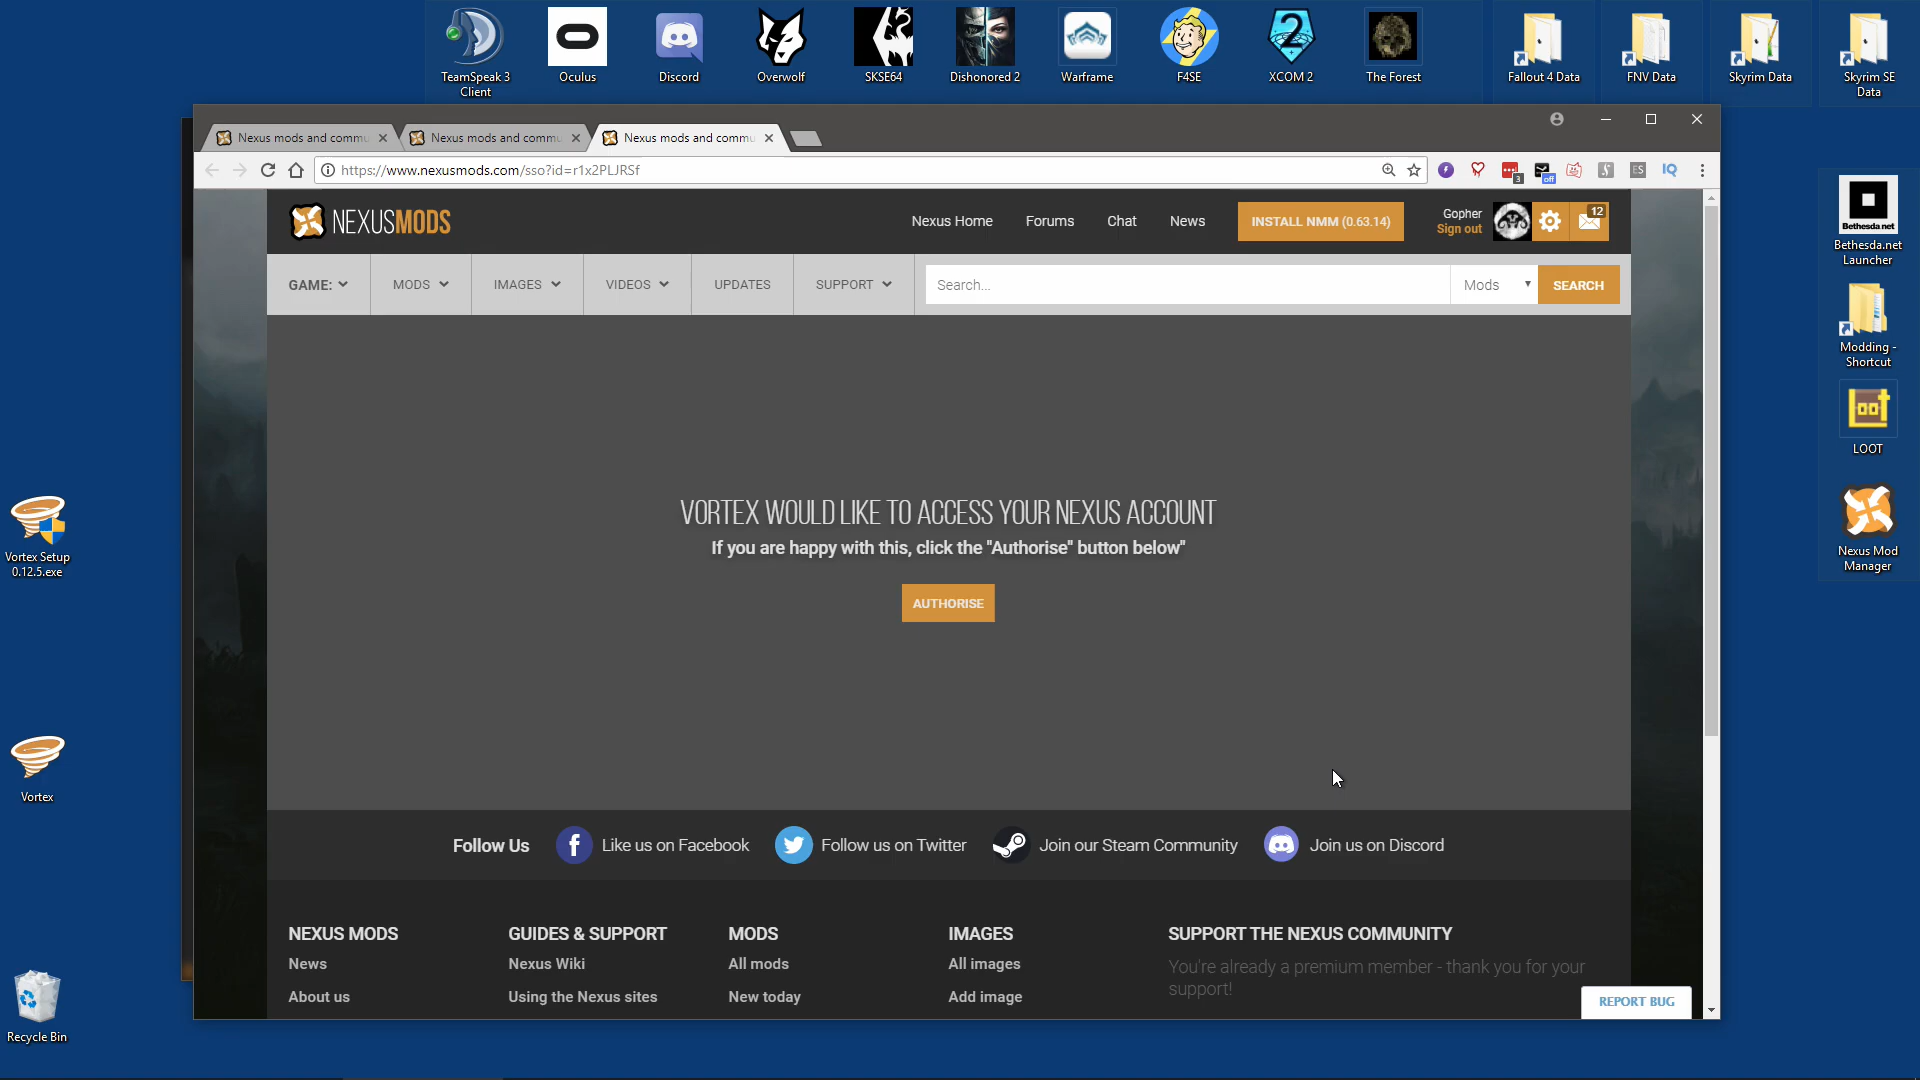 TeamSpeak 3
Client
Oculus
Discord
Overwolf
SKSE64
Dishonored 2
Warframe
F4SE
XCOM 2
The Forest
Fallout 4 Data
FNV Data
Skyrim Data
Skyrim SE
Data
Nexus mods and commu
Nexus mods and commu
Nexus mods and commu
https://www.nexusmods.com/sso?id=r1x2PLJRSf
3
off
ES
IQ
NEXUSMODS
Nexus Home
Forums
Chat
News
INSTALL NMM (0.63.14)
Gopher
Sign out
12
GAME:
MODS
IMAGES
VIDEOS
UPDATES
SUPPORT
Search...
Mods
SEARCH
VORTEX WOULD LIKE TO ACCESS YOUR NEXUS ACCOUNT
If you are happy with this, click the "Authorise" button below"
AUTHORISE
Follow Us
Like us on Facebook
Follow us on Twitter
Join our Steam Community
Join us on Discord
NEXUS MODS
News
About us
GUIDES & SUPPORT
Nexus Wiki
Using the Nexus sites
MODS
All mods
New today
IMAGES
All images
Add image
SUPPORT THE NEXUS COMMUNITY
You're already a premium member - thank you for your
support!
REPORT BUG
Vortex Setup
0.12.5.exe
Vortex
Recycle Bin
Bethesda.net
Bethesda.net
Launcher
Modding -
Shortcut
LOOT
Nexus Mod
Manager